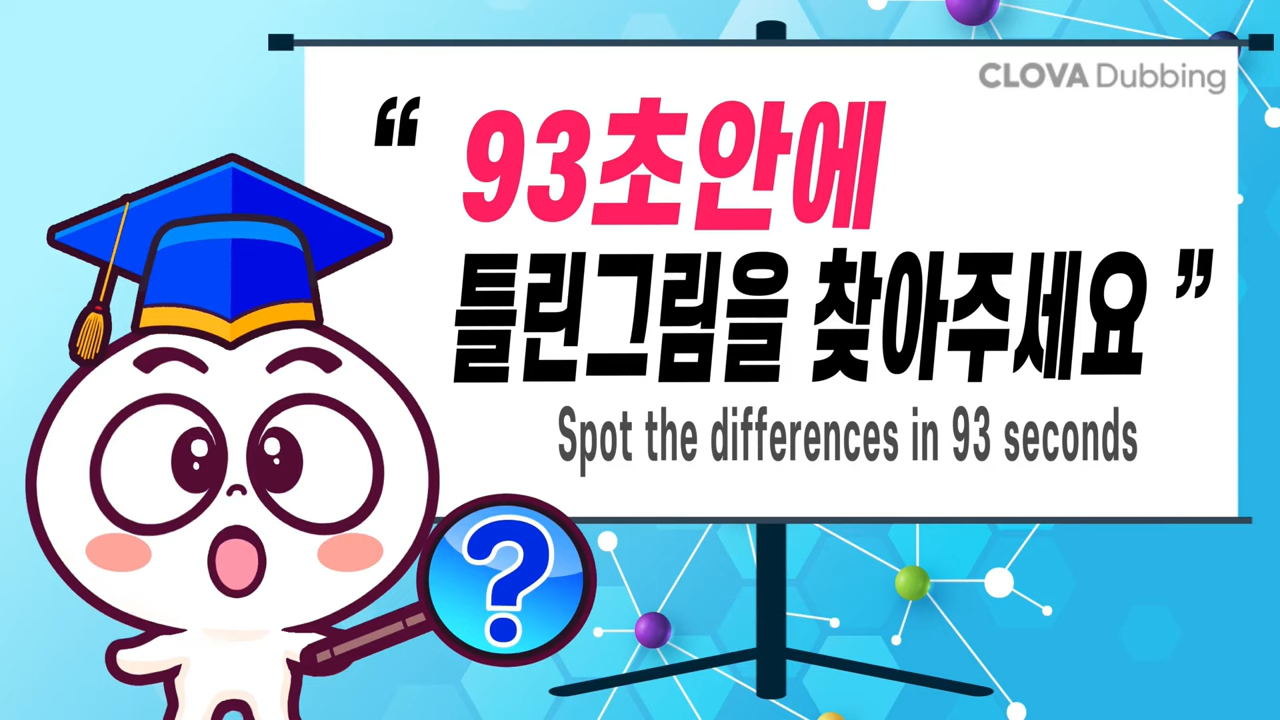 CLOVA Dubbing
“ 93초안에
틀린그림을 찾아주세요 ”
Spot the differences in 93 seconds
?